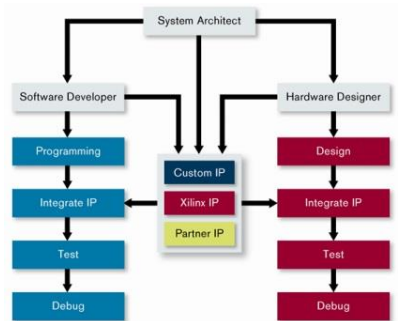 System Architect
Software Developer
Hardware Designer
Programming
Design
Custom IP
Integrate IP
Xilinx IP
Integrate IP
Partner IP
Test
Test
Debug
Debug